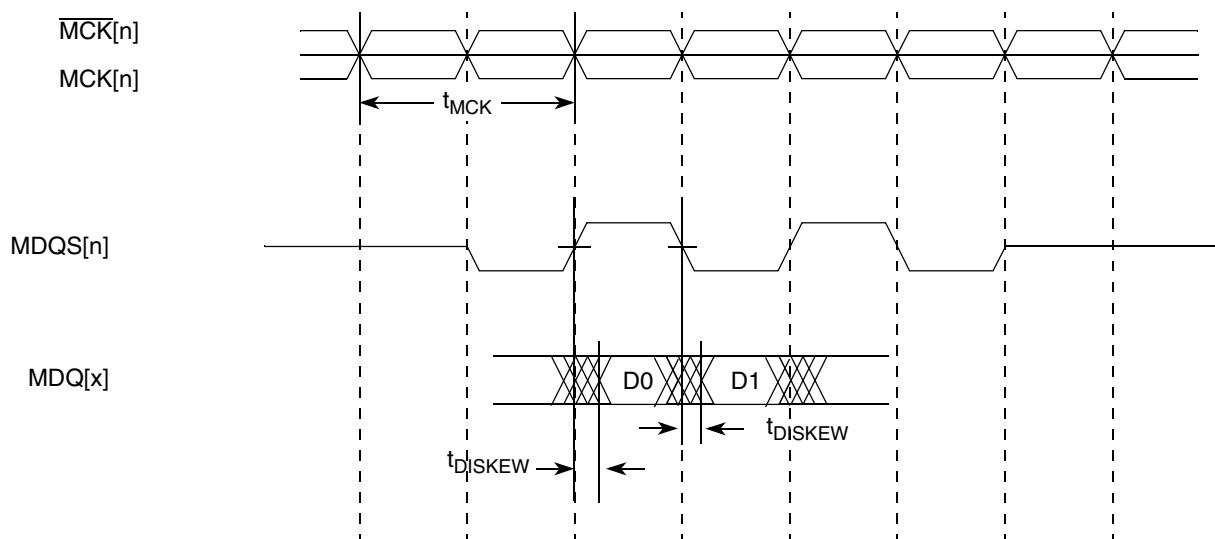 MCK[n]
MCK[n]
tMCK
MDQS[n]
MDQ[x]
D0
D1
tDISKEW
tDISKEW